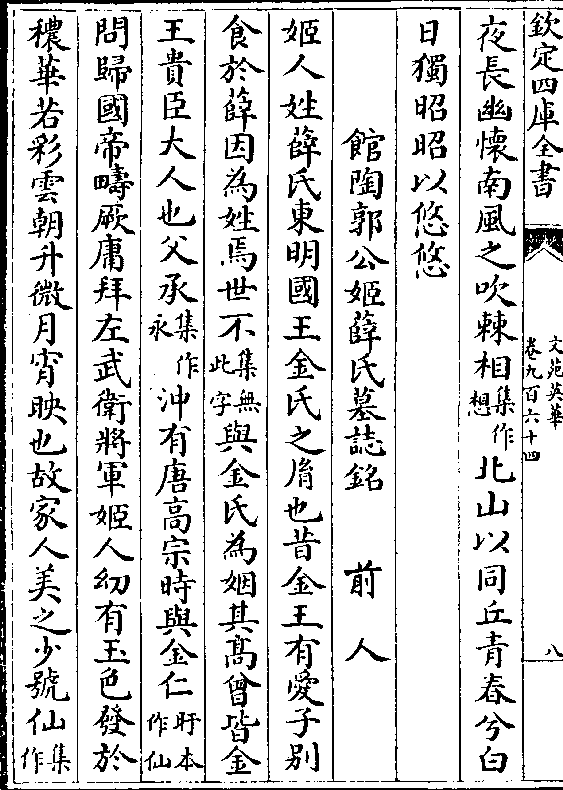 欽定四庫全書
文苑英華
卷九百六十四
八
夜長幽懷南風之吹棘相集作想北山以同丘青春兮白
日獨昭昭以悠悠
館陶郭公姬薛氏墓誌銘 前人
姬人姓薛氏東明國王金氏之胤也昔金王有愛子别
食於薛因為姓焉世不集無此字與金氏為姻其髙曾皆金
王貴臣大人也父承集作永沖有唐高宗時與金仁本作仙盱
問歸國帝疇厥庸拜左武衛將軍姬人幼有玉色發於
穠華若彩雲朝升微月宵映也故家人美之少號仙集作